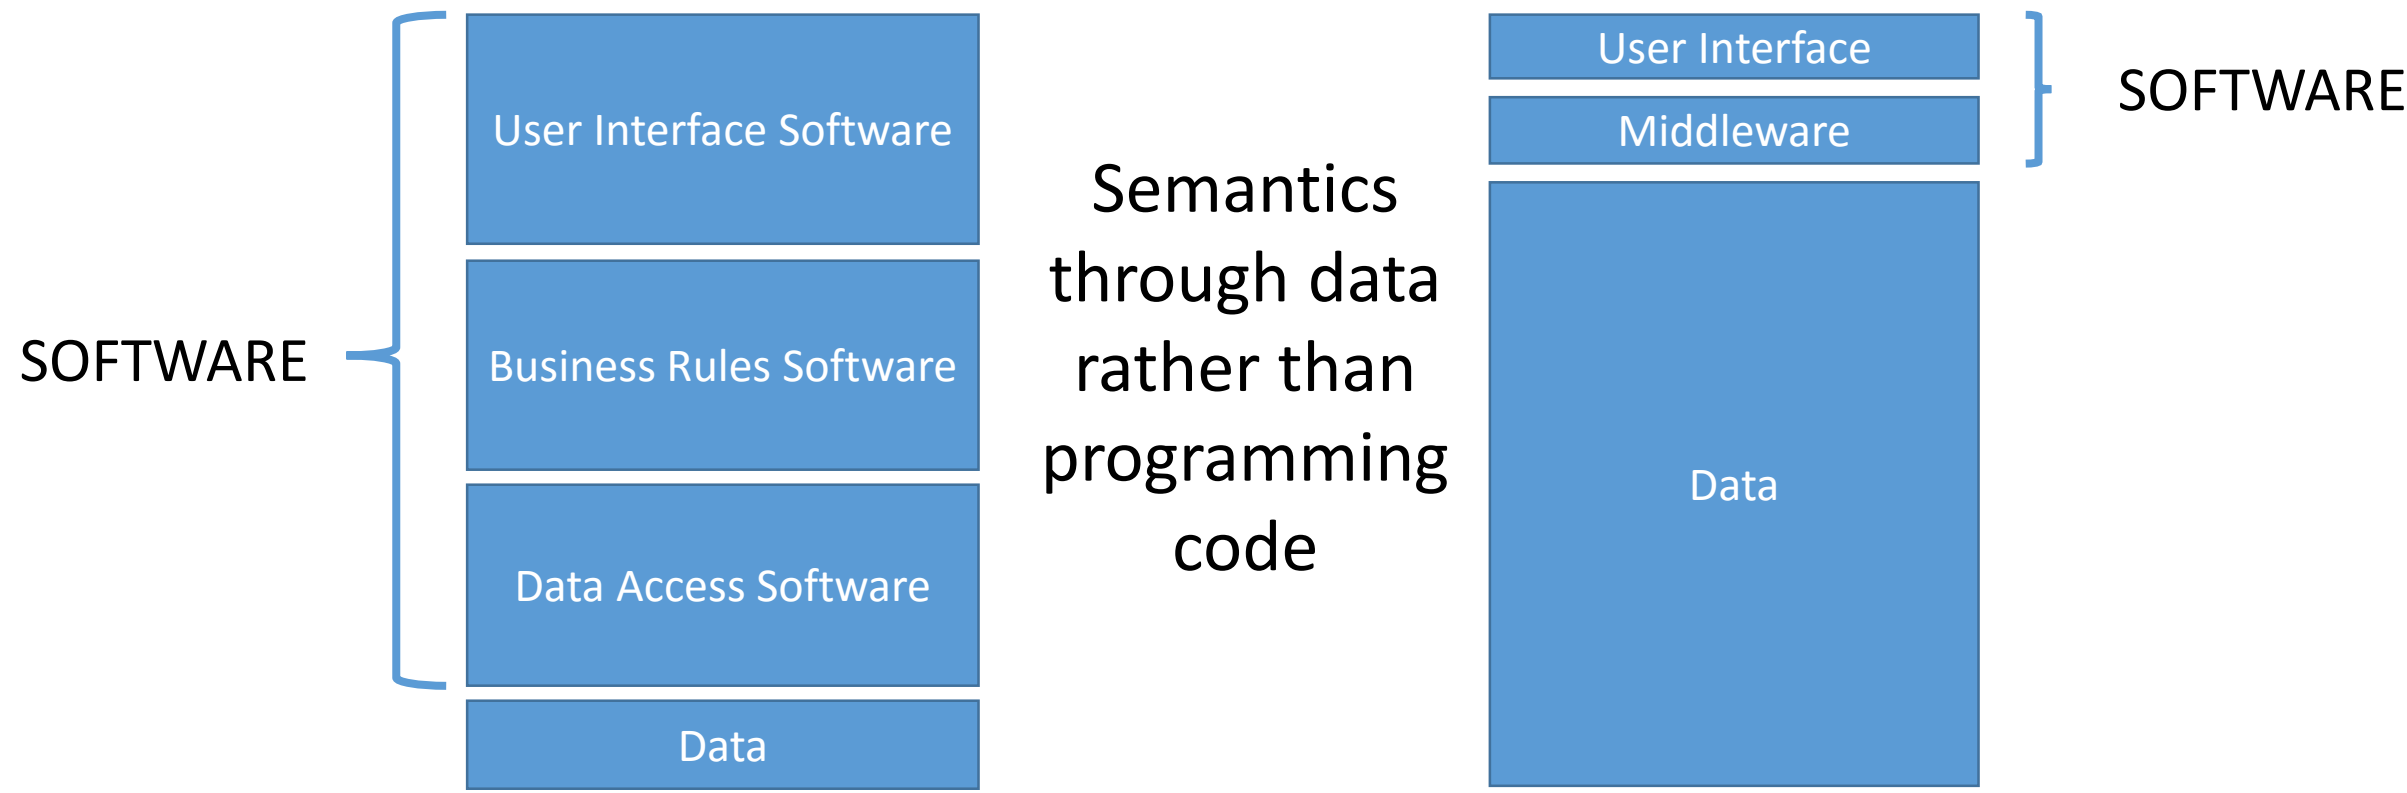 SOFTWARE
User Interface Software
Business Rules Software
Data Access Software
Data
Semantics
through data
rather than
programming
code
User Interface
Middleware
Data
SOFTWARE